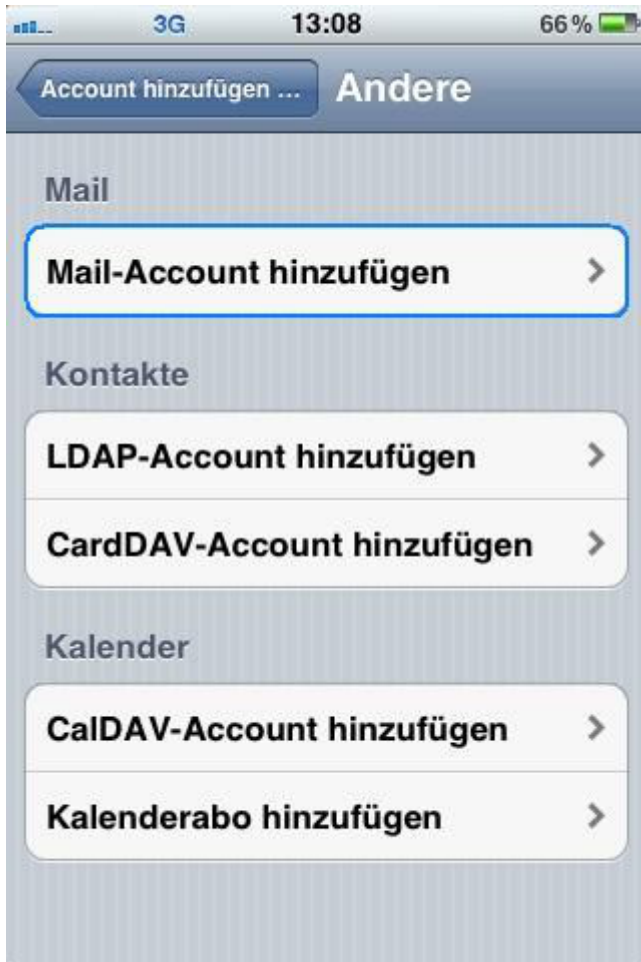 3G 13:08 66 %
Account hinzufügen ... Andere
Mail
Mail-Account hinzufügen
Kontakte
LDAP-Account hinzufügen
CardDAV-Account hinzufügen
Kalender
CalDAV-Account hinzufügen
Kalenderabo hinzufügen